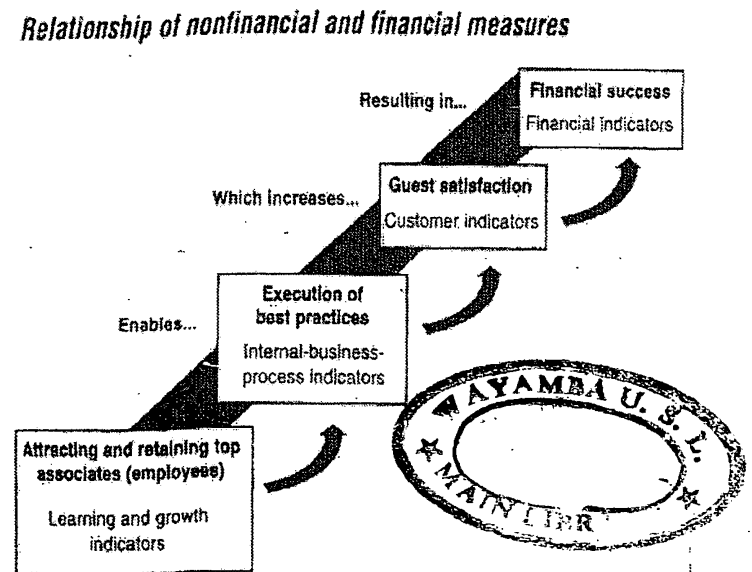 Relationship of nonfinancial and financial measures
Resulting in...
Financial success
Financial indicators
Which increases...
Guest satisfaction
Customer indicators
Enables...
Execution of
best practices
Internal-business-
process indicators
Attracting and retaining top
associates (employees)
Learning and growth
indicators
WAYAMBA U. S. L.
MAIN LIBR